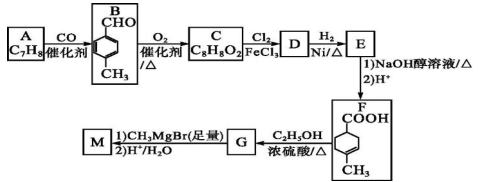 A
C7H8
CO
催化剂
B
CHO
CH3
O2
催化剂
/△
C
C8H8O2
Cl2
FeCl3
D
H2
Ni/△
E
1)NaOH醇溶液/△
2)H+
F
COOH
CH3
C2H5OH
浓硫酸/△
G
1)CH3MgBr(足量)
2)H+/H2O
M